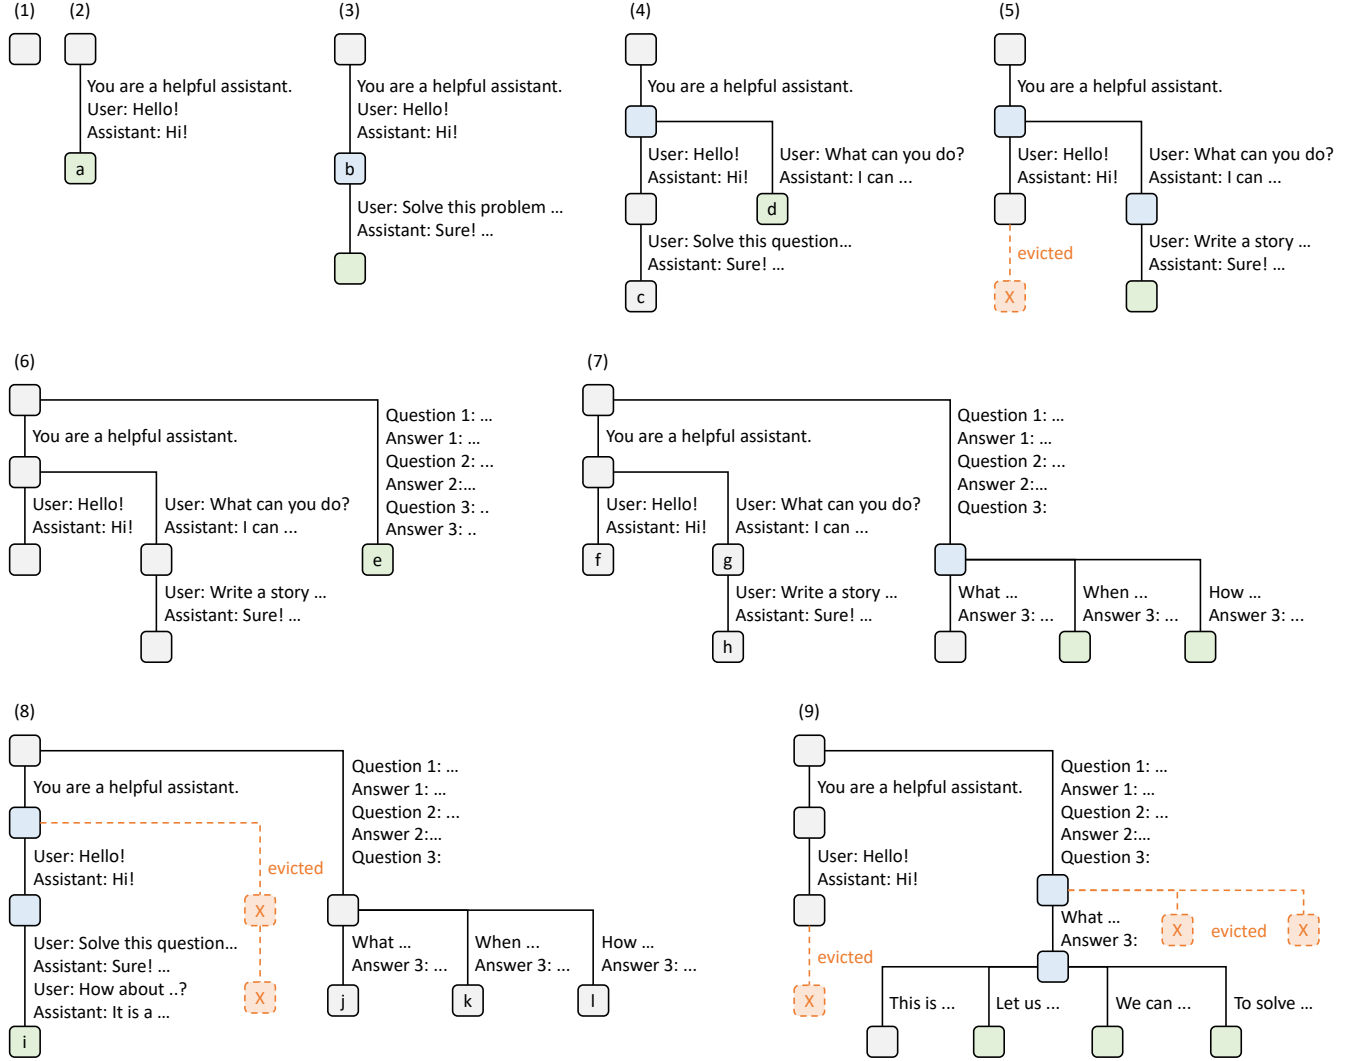 (1)
(2)
You are a helpful assistant.
User: Hello!
Assistant: Hi!
a
(3)
You are a helpful assistant.
User: Hello!
Assistant: Hi!
b
User: Solve this problem ...
Assistant: Sure! ...
(4)
You are a helpful assistant.
User: Hello!
Assistant: Hi!
User: What can you do?
Assistant: I can ...
d
User: Solve this question...
Assistant: Sure! ...
c
(5)
You are a helpful assistant.
User: Hello!
Assistant: Hi!
User: What can you do?
Assistant: I can ...
evicted
X
User: Write a story ...
Assistant: Sure! ...
(6)
You are a helpful assistant.
User: Hello!
Assistant: Hi!
User: What can you do?
Assistant: I can ...
User: Write a story ...
Assistant: Sure! ...
Question 1: ...
Answer 1: ...
Question 2: ...
Answer 2:...
Question 3: ..
Answer 3: ..
e
(7)
You are a helpful assistant.
User: Hello!
Assistant: Hi!
f
User: What can you do?
Assistant: I can ...
g
User: Write a story ...
Assistant: Sure! ...
h
Question 1: ...
Answer 1: ...
Question 2: ...
Answer 2:...
Question 3:
What ...
Answer 3: ...
When ...
Answer 3: ...
How ...
Answer 3: ...
(8)
You are a helpful assistant.
User: Hello!
Assistant: Hi!
evicted
X
X
User: Solve this question...
Assistant: Sure! ...
User: How about ..?
Assistant: It is a ...
i
Question 1: ...
Answer 1: ...
Question 2: ...
Answer 2:...
Question 3:
What ...
Answer 3: ...
j
When ...
Answer 3: ...
k
How ...
Answer 3: ...
l
(9)
You are a helpful assistant.
User: Hello!
Assistant: Hi!
evicted
X
Question 1: ...
Answer 1: ...
Question 2: ...
Answer 2:...
Question 3:
What ...
Answer 3:
X
evicted
X
This is ...
Let us ...
We can ...
To solve ...